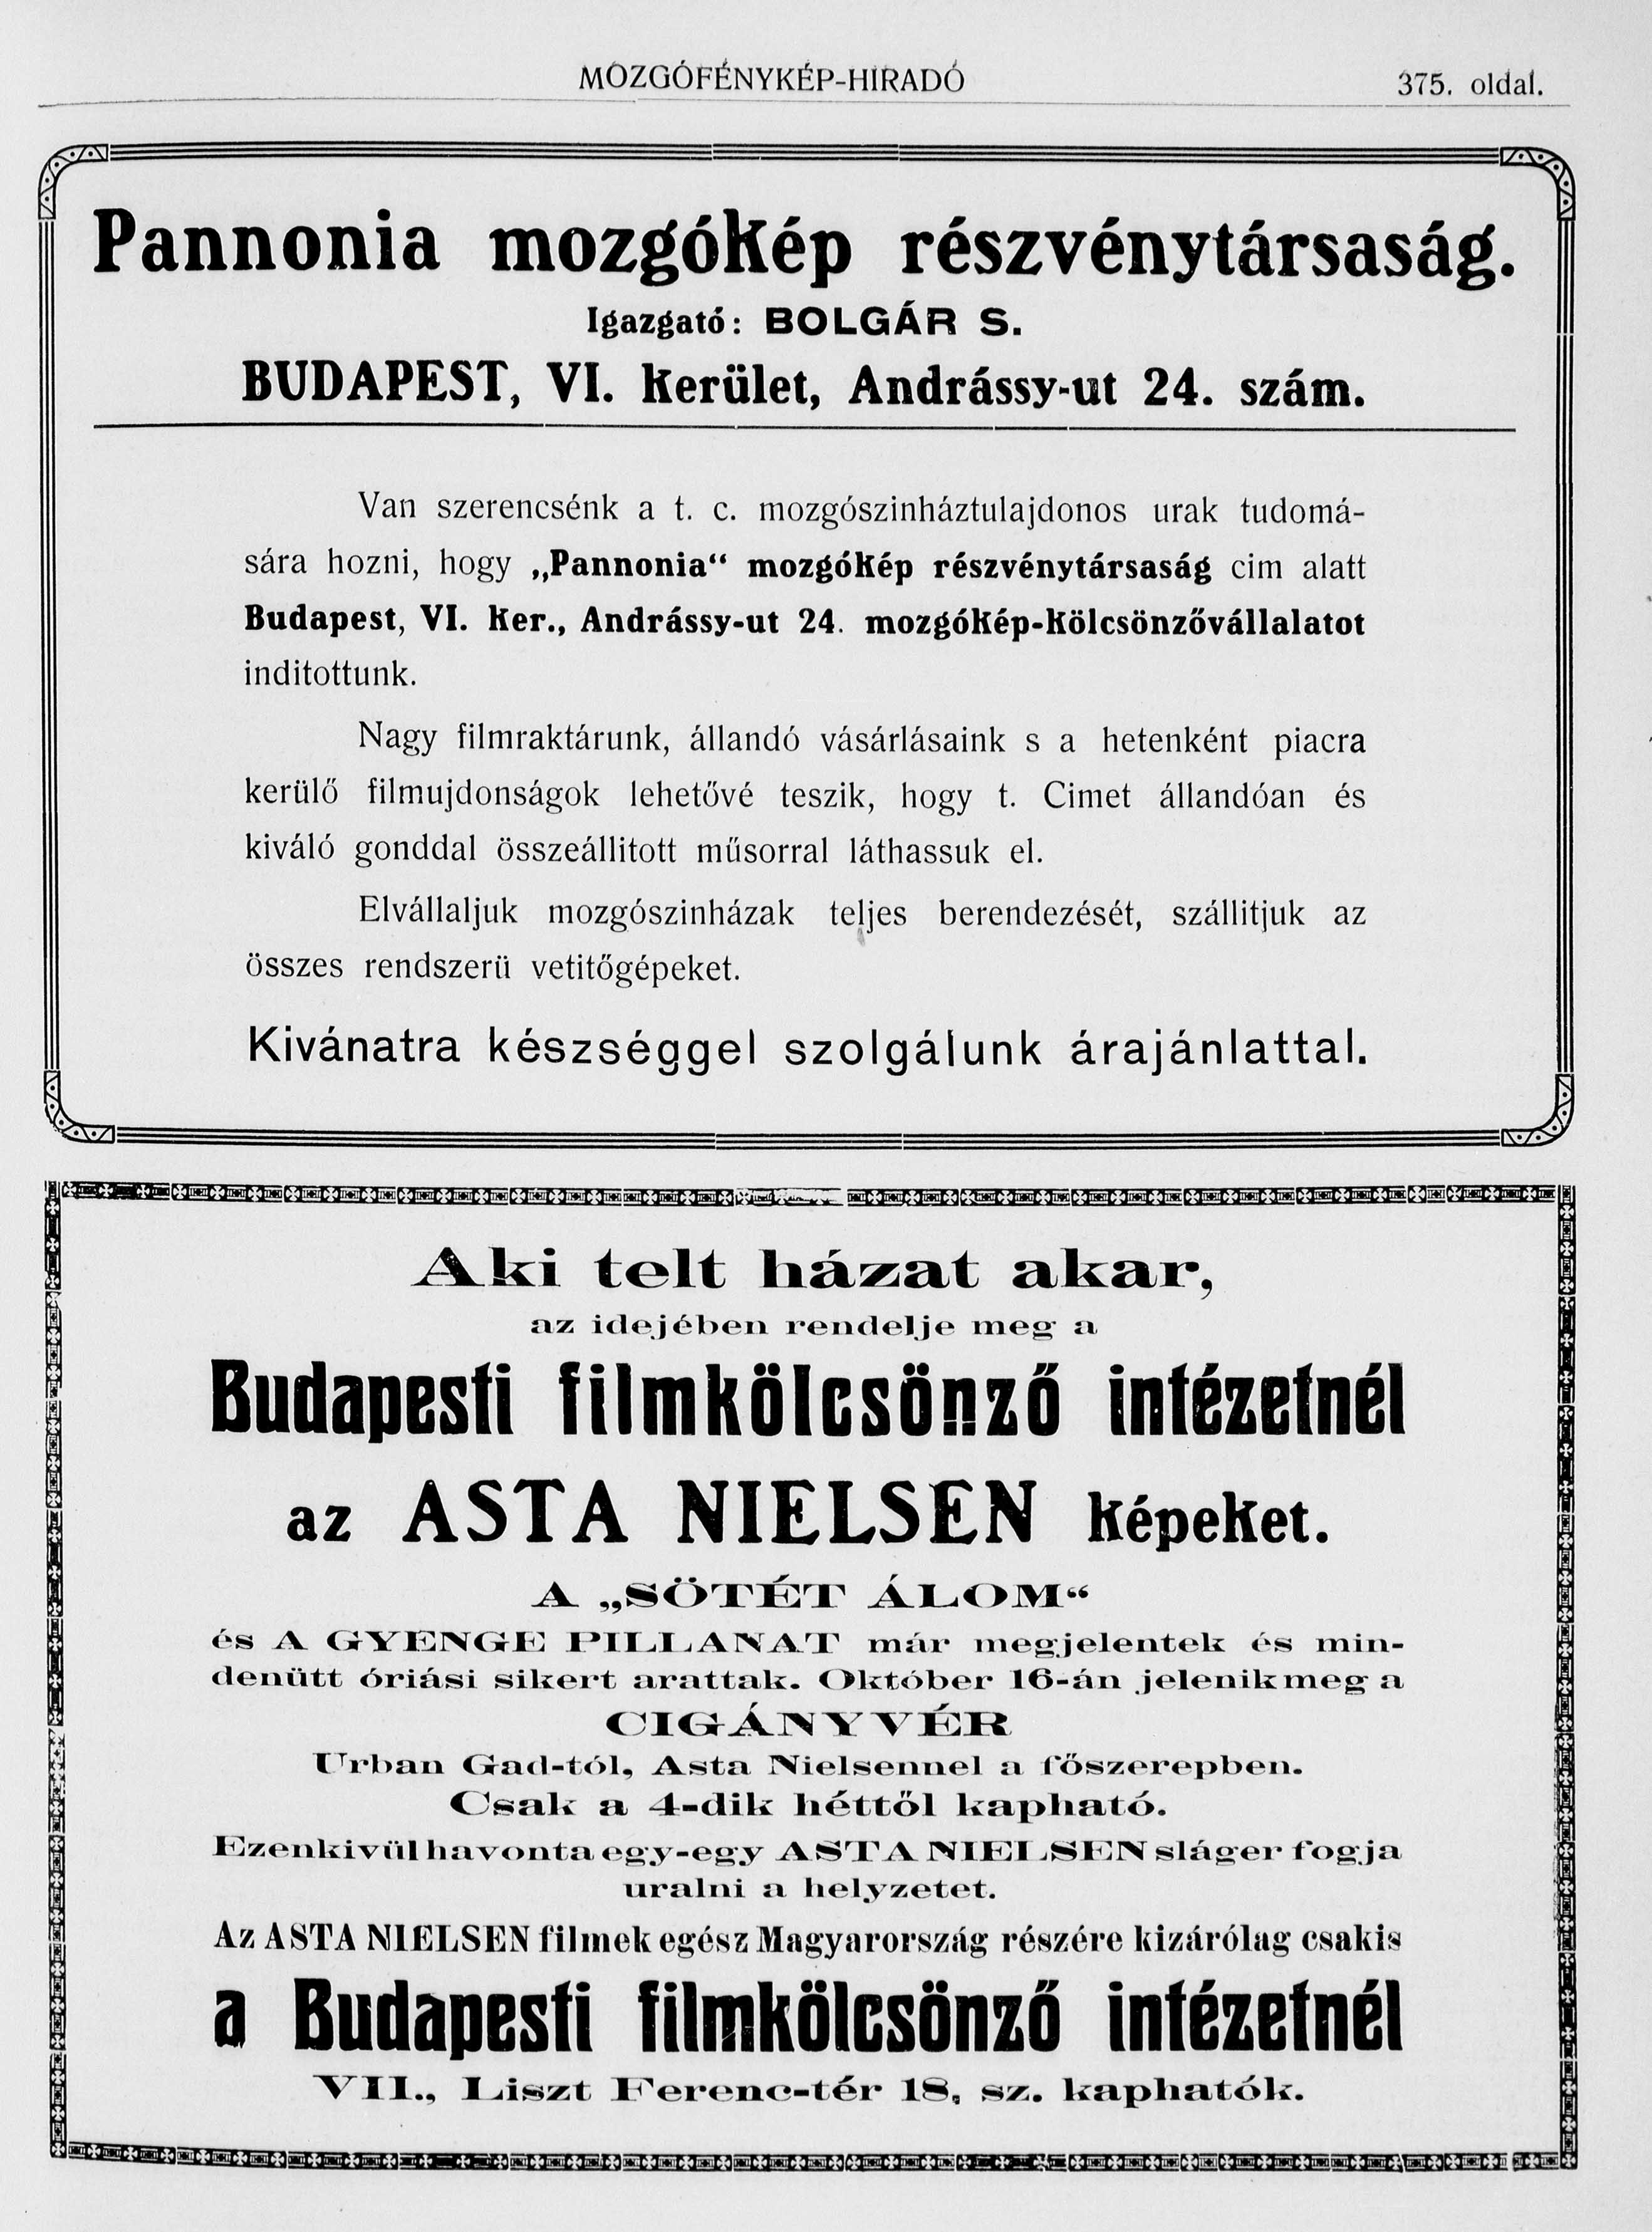 MOZGÓFÉNYKÉP-HIRADÓ
375. oldal.
Pannonia mozgókép részvénytársaság.
Igazgató: BOLGÁR S.
BUDAPEST, VI. kerület, Andrássy-ut 24. szám.
Van szerencsénk a t. c. mozgószinháztulajdonos urak tudomá-
sára hozni, hogy „Pannonia“ mozgókép részvénytársaság cim alatt
Budapest, VI. ker., Andrássy-ut 24. mozgókép-kölcsönzővállalatot
inditottunk.
Nagy filmraktárunk, állandó vásárlásaink s a hetenként piacra
kerülő filmujdonságok lehetővé teszik, hogy t. Cimet állandóan és
kiváló gonddal összeállitott műsorral láthassuk el.
Elvállaljuk mozgószinházak teljes berendezését, szállitjuk az
összes rendszerü vetitőgépeket.
Kivánatra készséggel szolgálunk árajánlattal.
Aki telt házat akar,
az idejében rendelje meg a
Budapesti filmkölcsönző intézetnél
az ASTA NIELSEN képeket.
A „SÖTÉT ÁLOM“
és A GYENGE PILLANAT már megjelentek és min-
denütt óriási sikert arattak. Október 16-án jelenik meg a
CIGÁNYVÉR
Urban Gad-tól, Asta Nielsennel a főszerepben.
Csak a 4-dik héttől kapható.
Ezenkivül havonta egy-egy ASTA NIELSEN sláger fogja
uralni a helyzetet.
Az ASTA NIELSEN filmek egész Magyarország részére kizárólag csakis
a Budapesti filmkölcsönző intézetnél
VII., Liszt Ferenc-tér 18, sz. kaphatók.